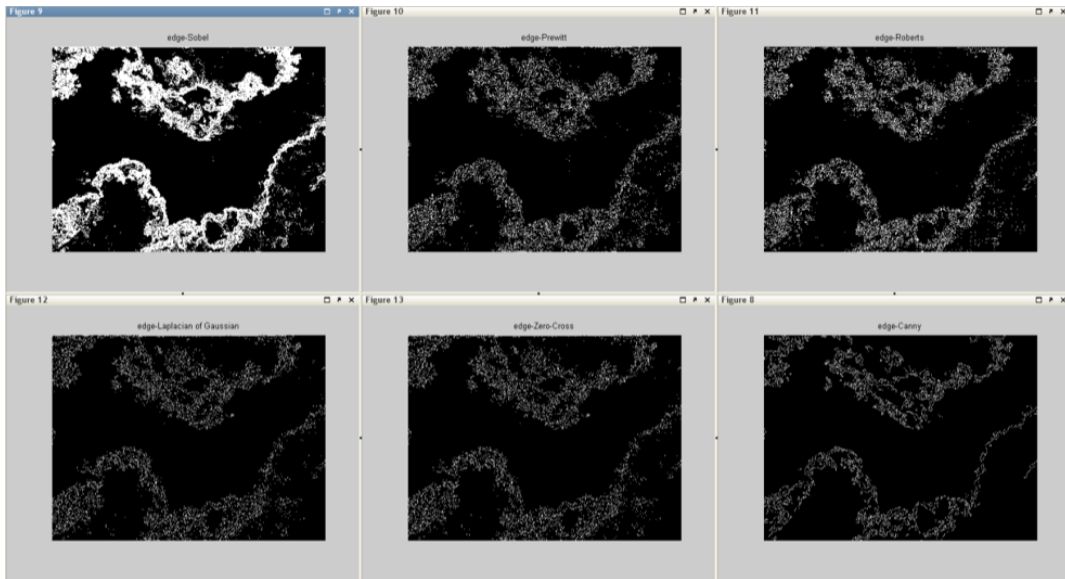 Figure 9
edge-Sobel
Figure 10
edge-Prewitt
Figure 11
edge-Roberts
Figure 12
edge-Laplacian of Gaussian
Figure 13
edge-Zero-Cross
Figure 8
edge-Canny